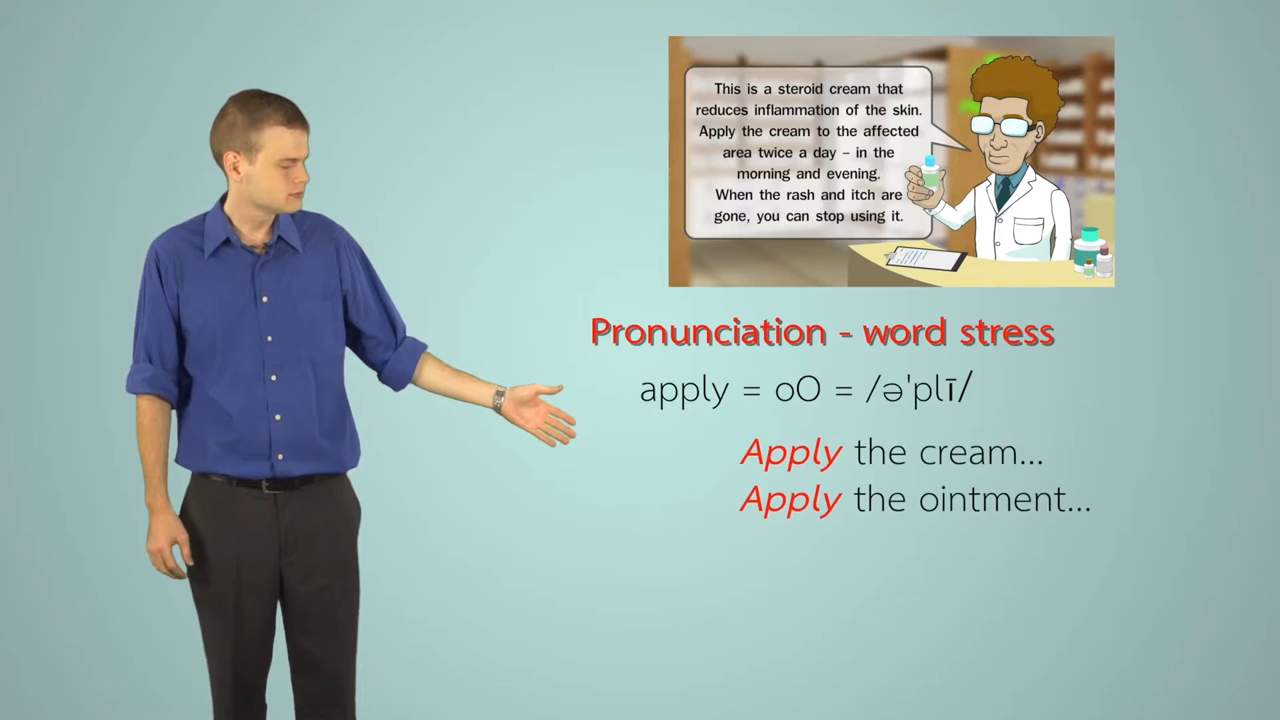 This is a steroid cream that
reduces inflammation of the skin.
Apply the cream to the affected
area twice a day – in the
morning and evening.
When the rash and itch are
gone, you can stop using it.
Pronunciation - word stress
apply = oO = /ə'plī/
Apply the cream...
Apply the ointment...